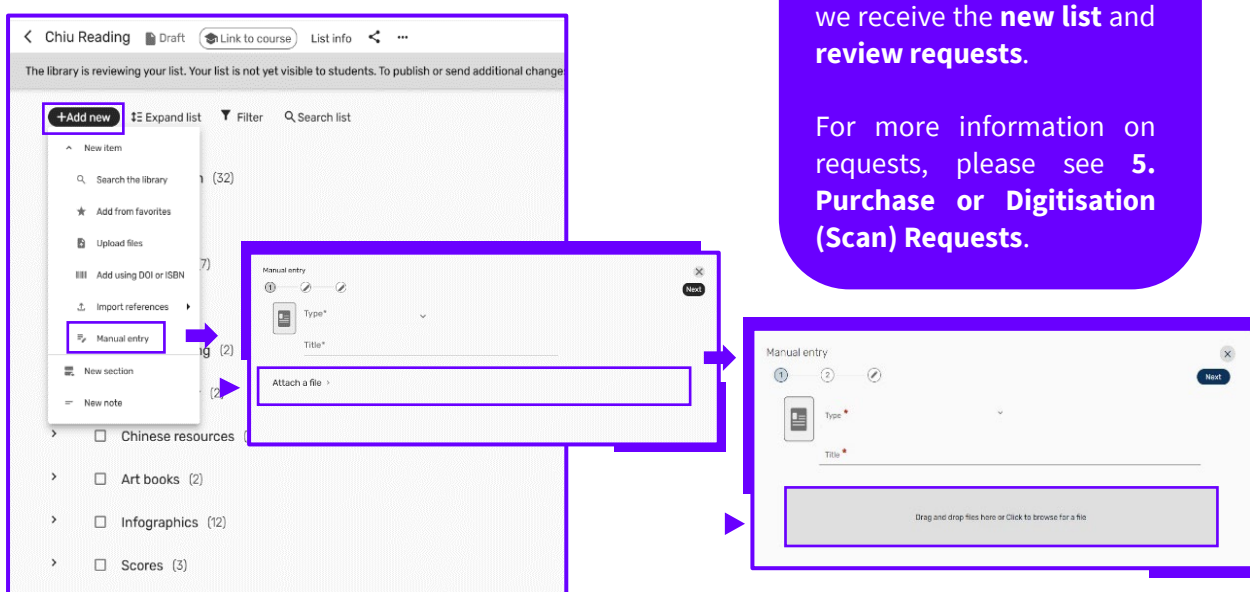 we receive the new list and
review requests.
For more information on
requests, please see 5.
Purchase or Digitisation
(Scan) Requests.
Chiu Reading Draft Link to course List info
The library is reviewing your list. Your list is not yet visible to students. To publish or send additional change
+Add new Expand list Filter Search list
New item
Search the library
(32)
Add from favorites
Upload files
Add using DOI or ISBN
7)
Import references
Manual entry
(2)
New section
(2
New note
Chinese resources (
Art books (2)
Infographics (12)
Scores (3)
Manual entry
1
Next
Type*
Title*
Attach a file >
Manual entry
1 2
Next
Type *
Title *
Drag and drop files here or Click to browse for a file